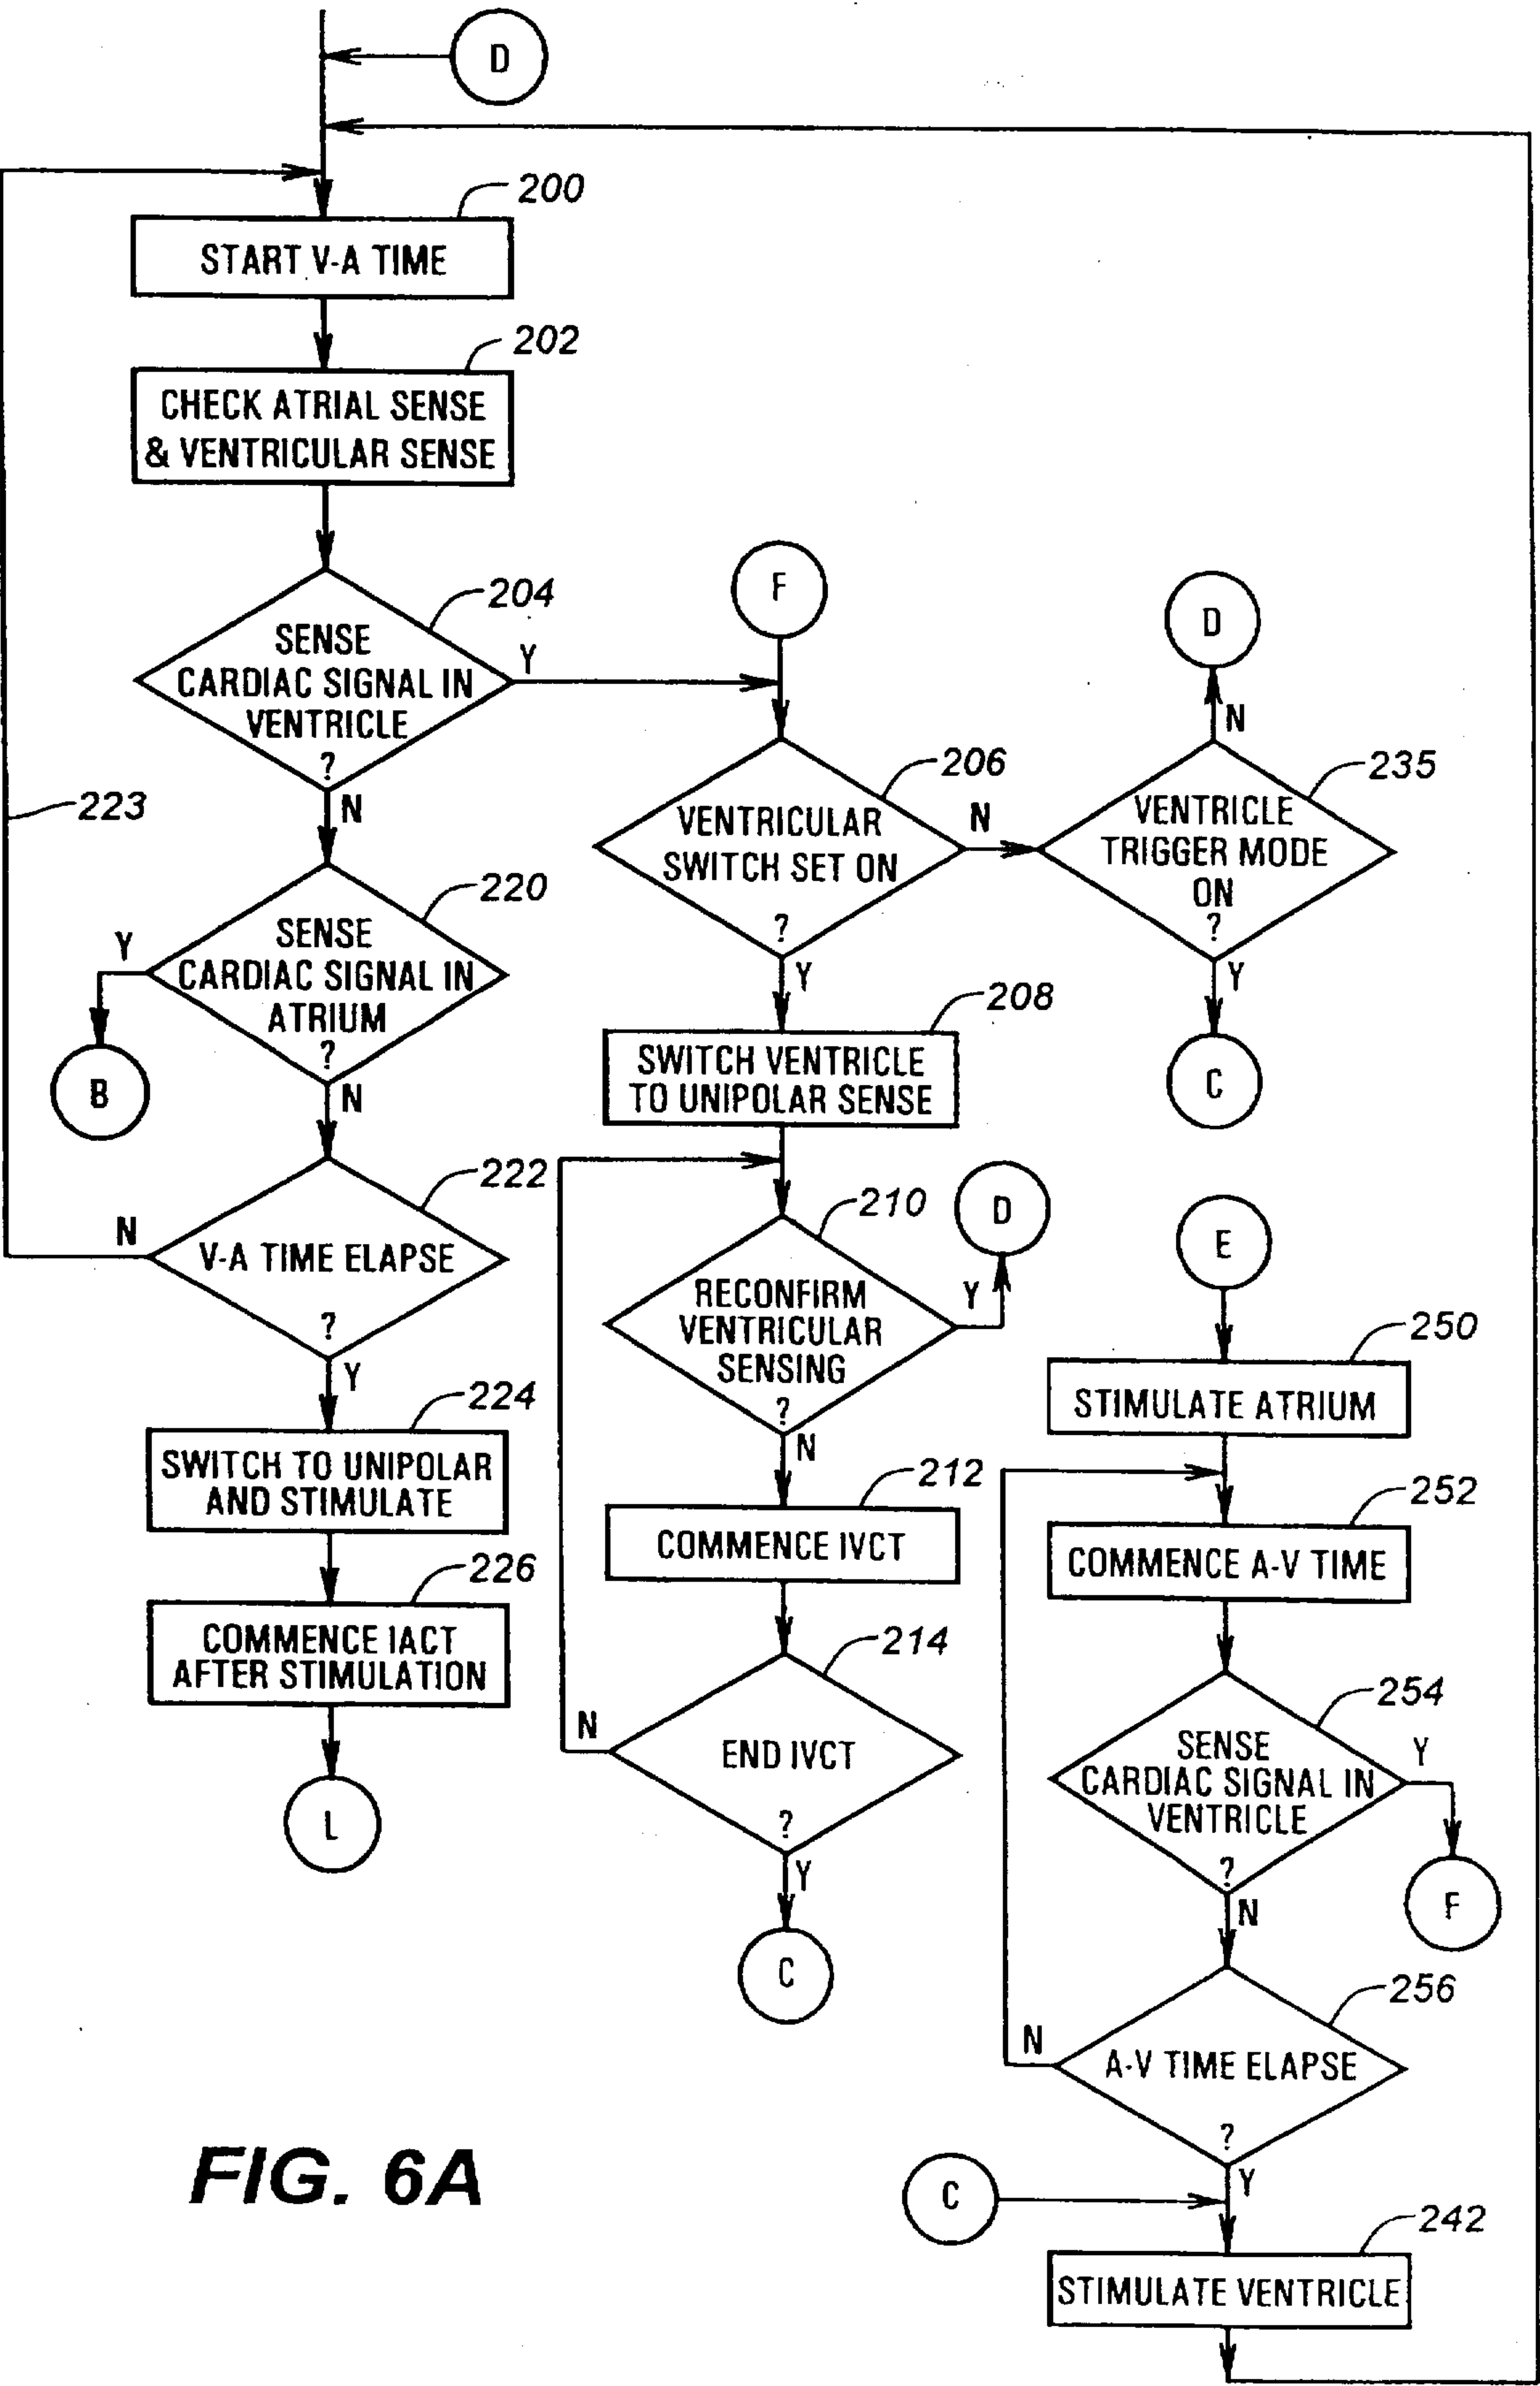 D
200
START V-A TIME
202
CHECK ATRIAL SENSE
& VENTRICULAR SENSE
204
SENSE
CARDIAC SIGNAL IN
VENTRICLE
?
Y
N
223
220
SENSE
CARDIAC SIGNAL IN
ATRIUM
?
Y
B
N
222
V-A TIME ELAPSE
?
N
Y
224
SWITCH TO UNIPOLAR
AND STIMULATE
226
COMMENCE IACT
AFTER STIMULATION
L
F
206
VENTRICULAR
SWITCH SET ON
?
N
Y
D
N
235
VENTRICLE
TRIGGER MODE
ON
?
Y
C
208
SWITCH VENTRICLE
TO UNIPOLAR SENSE
210
RECONFIRM
VENTRICULAR
SENSING
?
Y
D
N
212
COMMENCE IVCT
214
END IVCT
?
N
Y
C
E
250
STIMULATE ATRIUM
252
COMMENCE A-V TIME
254
SENSE
CARDIAC SIGNAL IN
VENTRICLE
?
Y
F
N
256
A-V TIME ELAPSE
?
N
Y
C
242
STIMULATE VENTRICLE
FIG. 6A